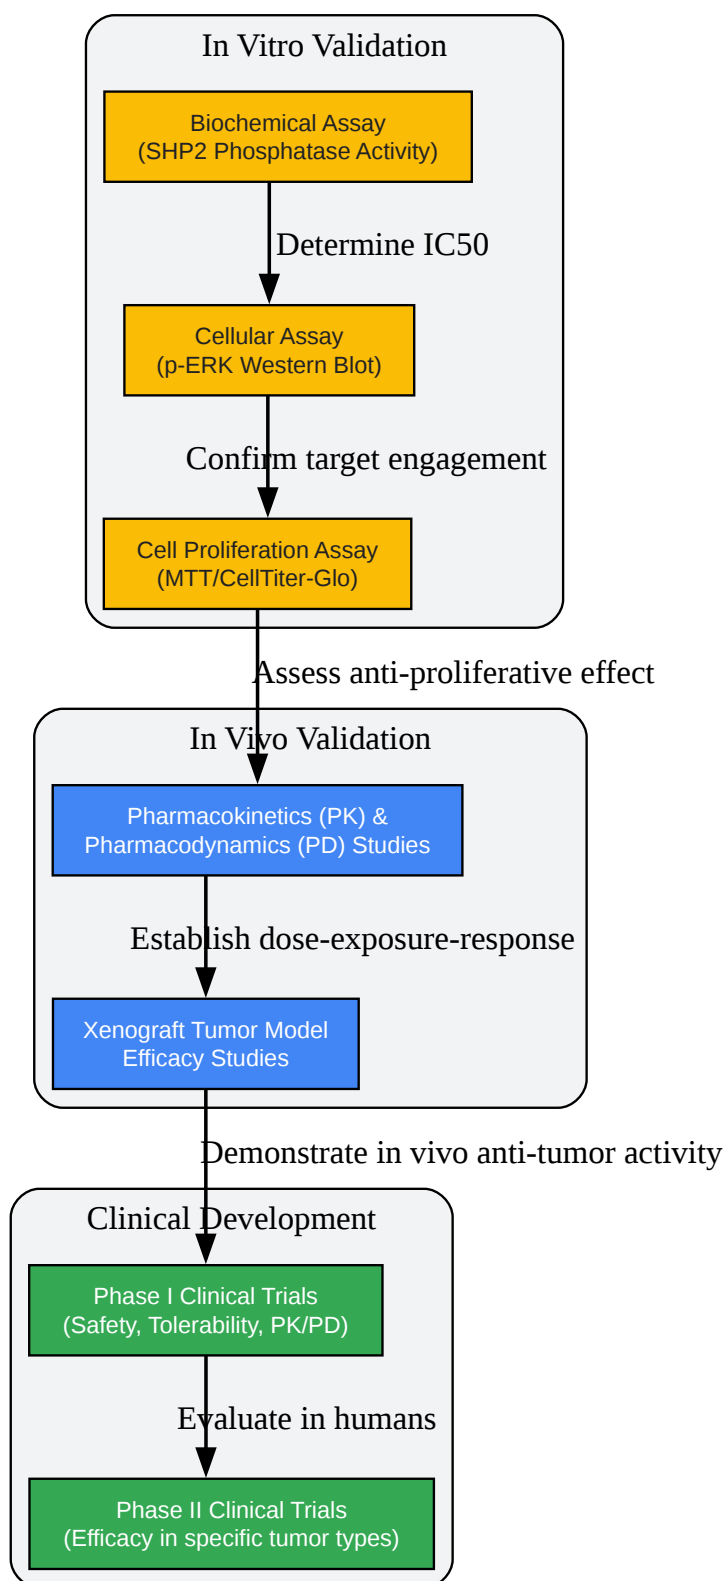 In Vitro Validation
Biochemical Assay
(SHP2 Phosphatase Activity)
Determine IC50
Cellular Assay
(p-ERK Western Blot)
Confirm target engagement
Cell Proliferation Assay
(MTT/CellTiter-Glo)
Assess anti-proliferative effect
In Vivo Validation
Pharmacokinetics (PK) &
Pharmacodynamics (PD) Studies
Establish dose-exposure-response
Xenograft Tumor Model
Efficacy Studies
Demonstrate in vivo anti-tumor activity
Clinical Development
Phase I Clinical Trials
(Safety, Tolerability, PK/PD)
Evaluate in humans
Phase II Clinical Trials
(Efficacy in specific tumor types)